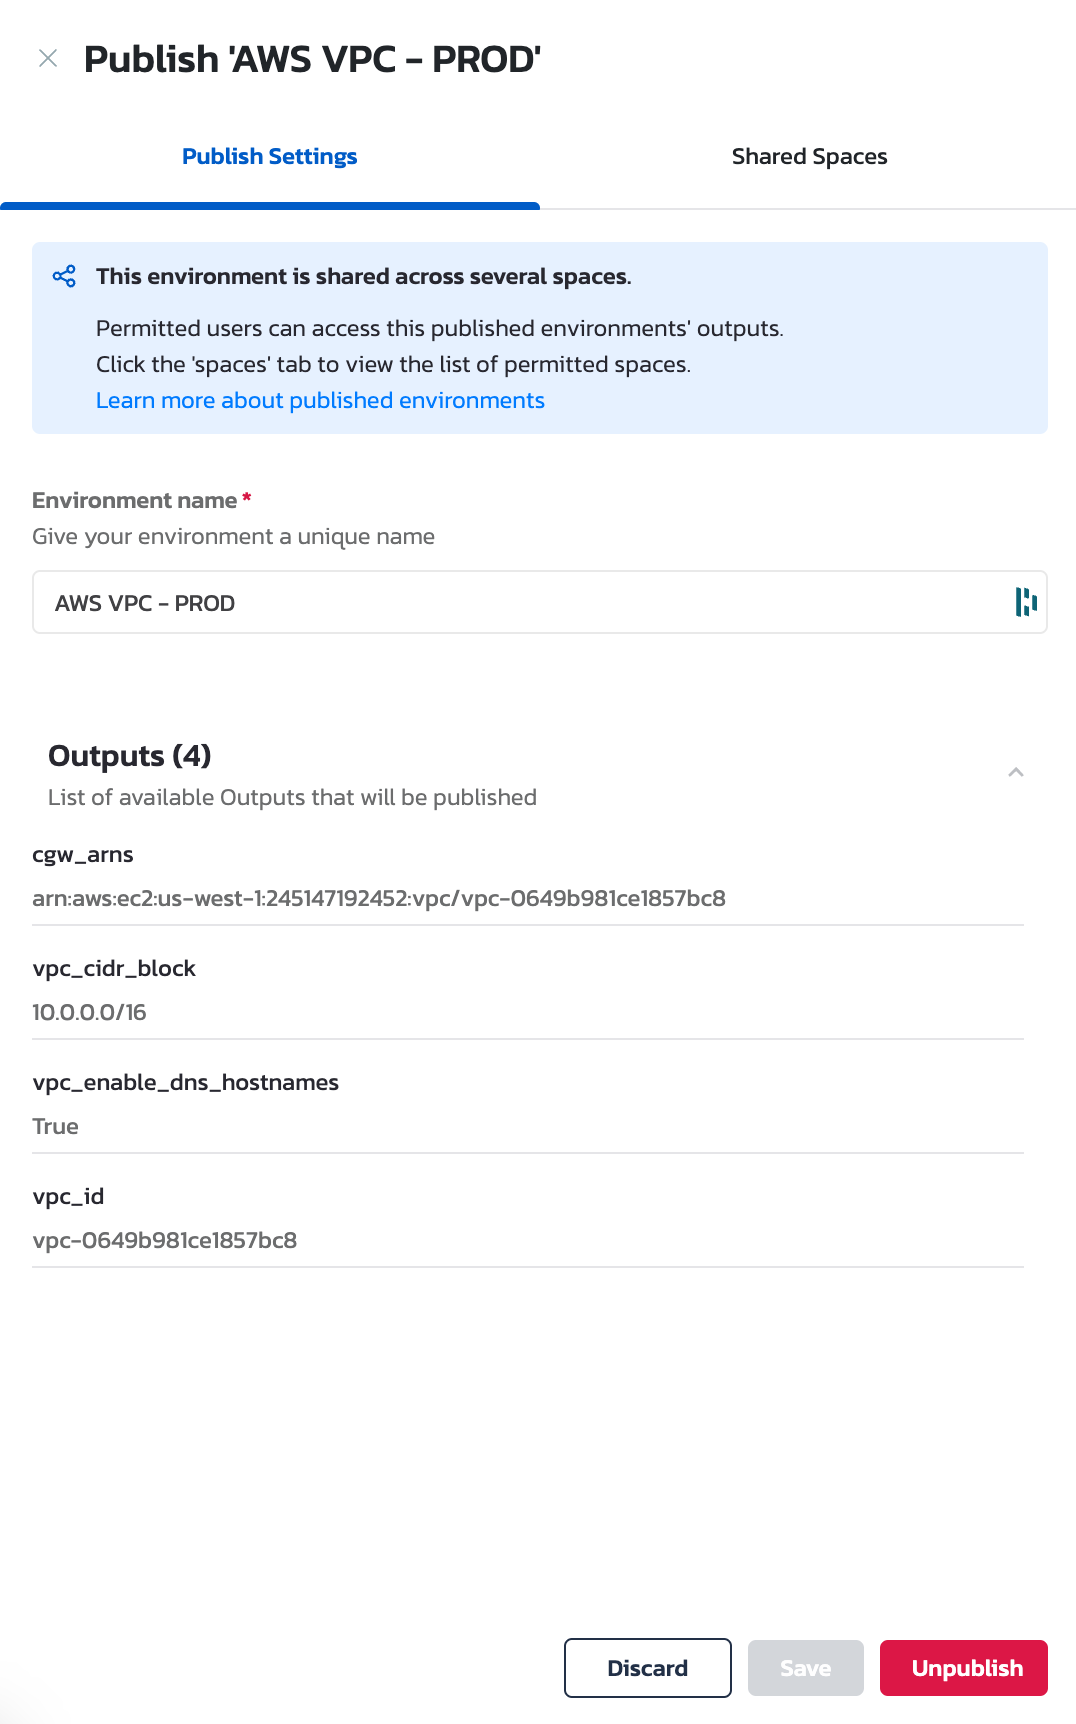 Publish 'AWS VPC - PROD'
Publish Settings
Shared Spaces
This environment is shared across several spaces.
Permitted users can access this published environments' outputs.
Click the 'spaces' tab to view the list of permitted spaces.
Learn more about published environments
Environment name *
Give your environment a unique name
AWS VPC - PROD
Outputs (4)
List of available Outputs that will be published
cgw_arns
arn:aws:ec2:us-west-1:245147192452:vpc/vpc-0649b981ce1857bc8
vpc_cidr_block
10.0.0.0/16
vpc_enable_dns_hostnames
True
vpc_id
vpc-0649b981ce1857bc8
Discard
Save
Unpublish